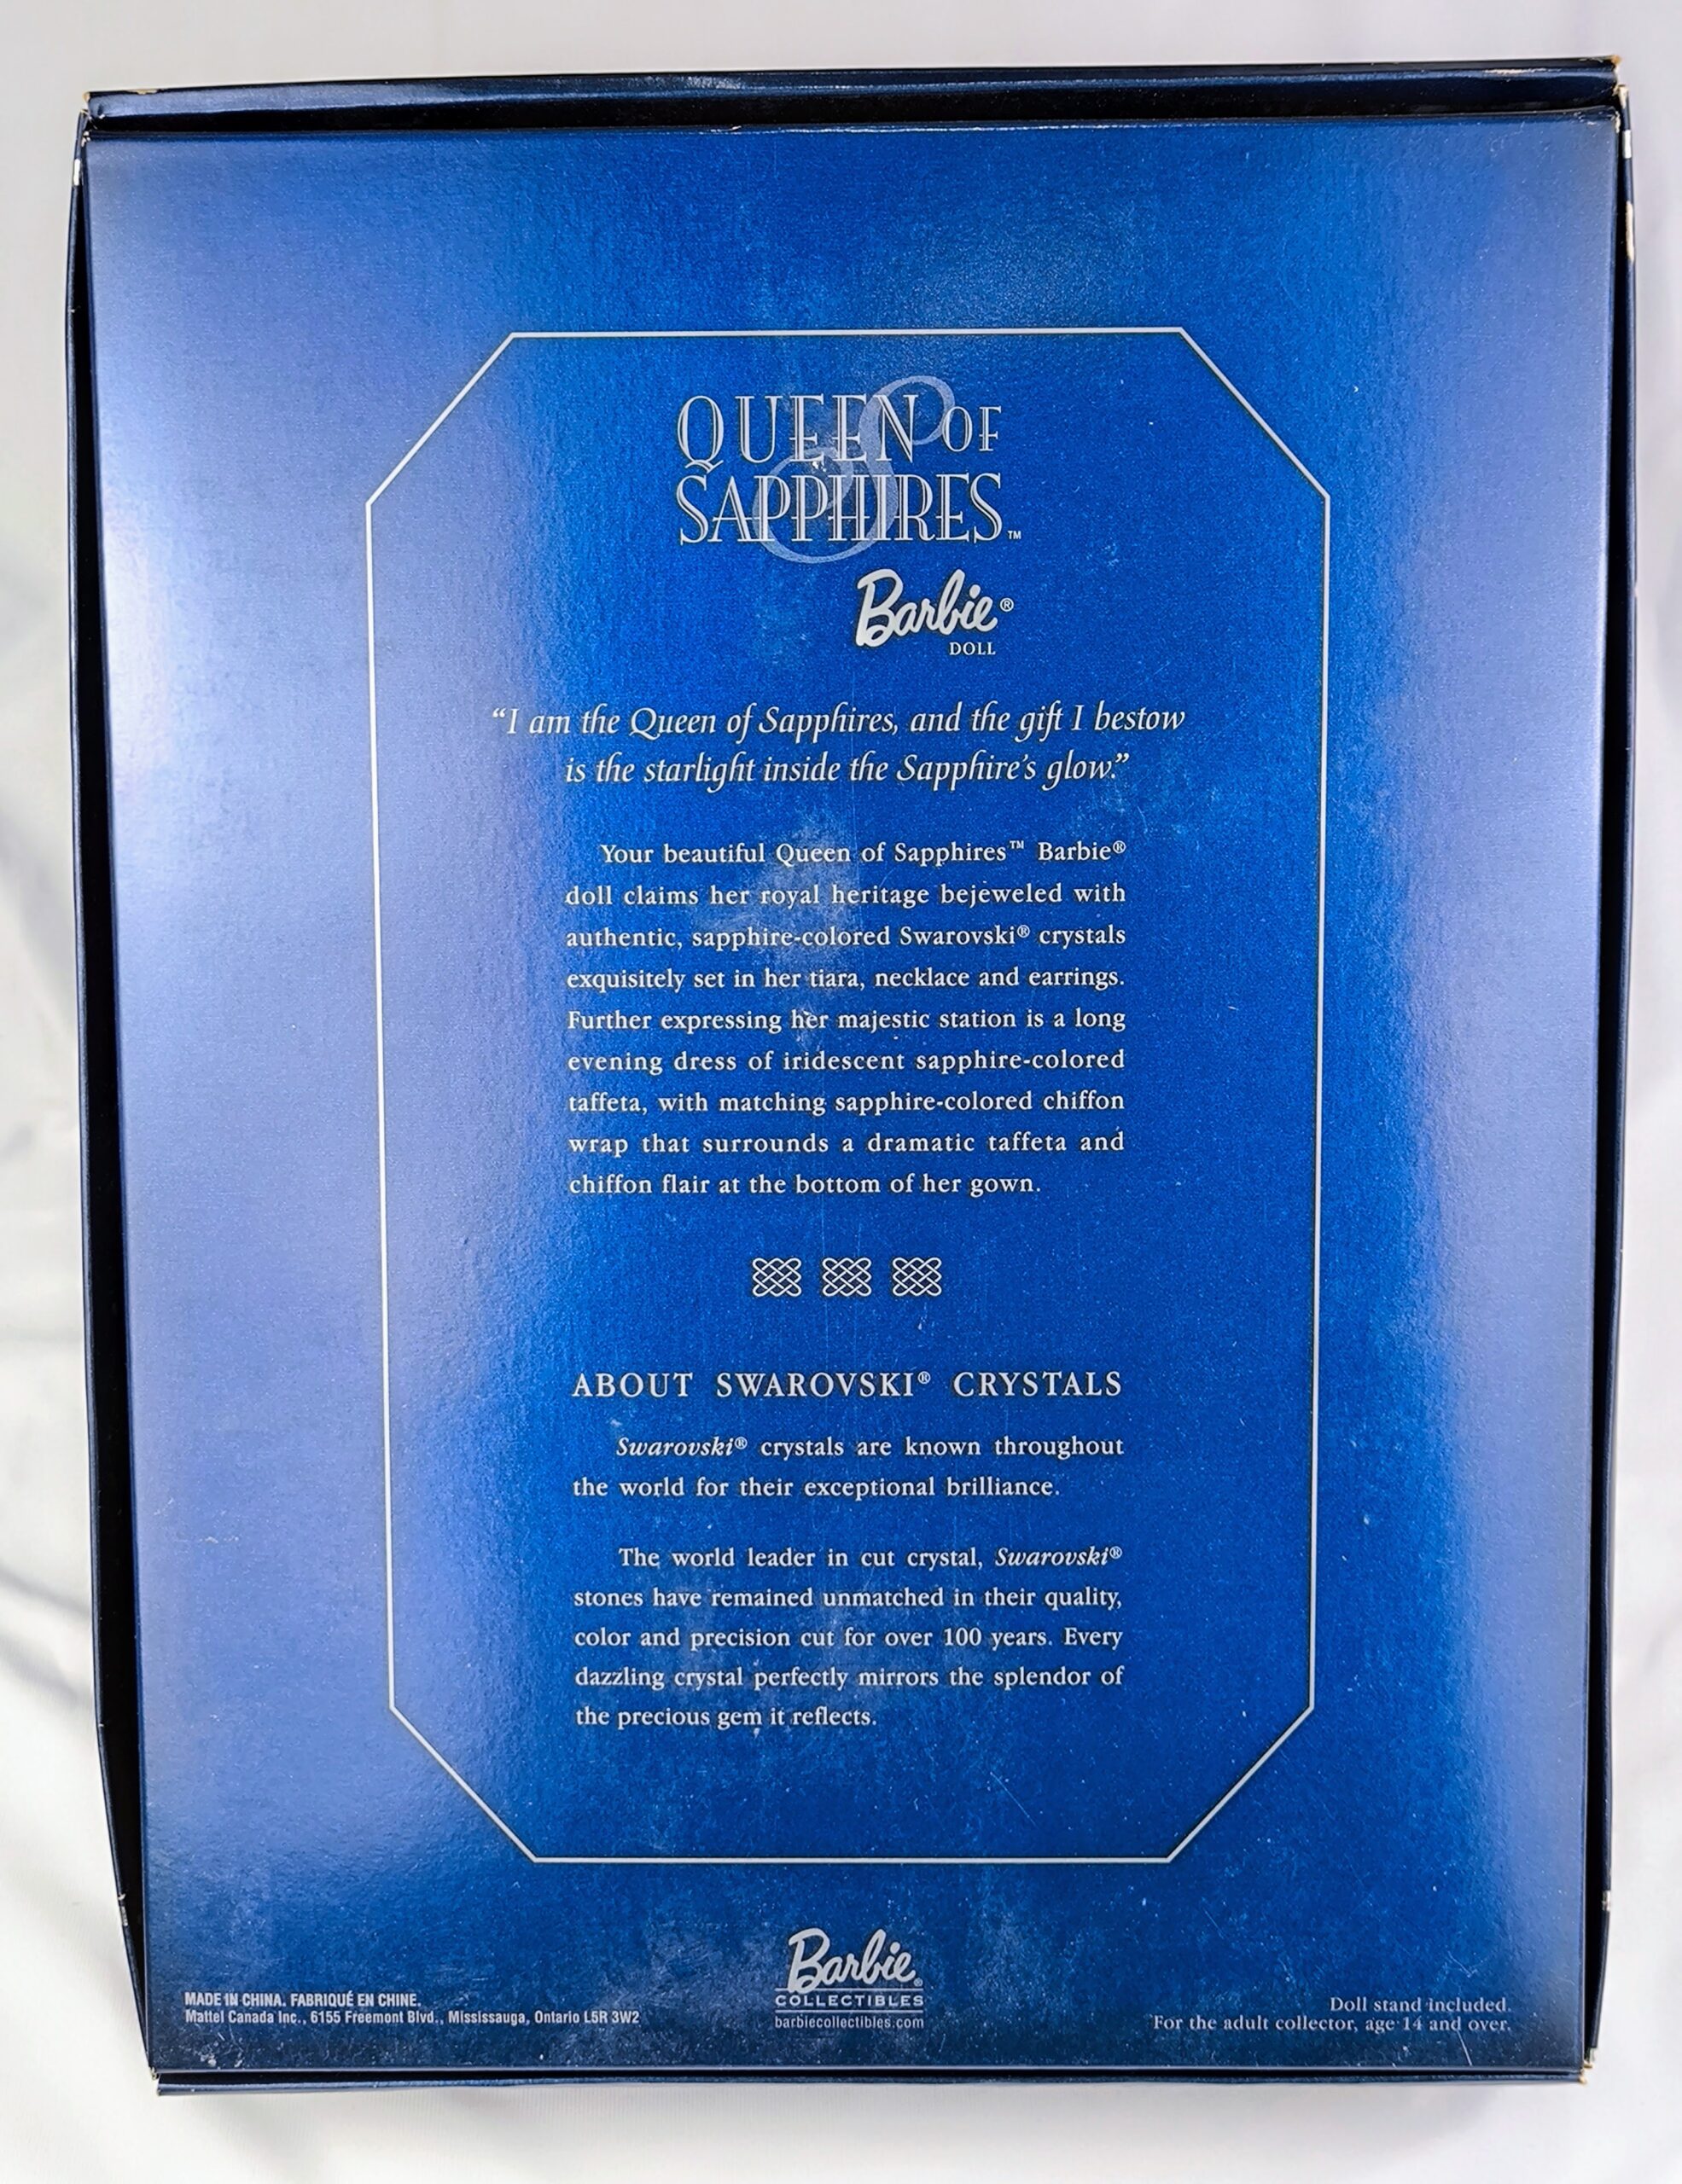 QUEEN OF
SAPPHIRES™
Barbie®
DOLL
“I am the Queen of Sapphires, and the gift I bestow
is the starlight inside the Sapphire’s glow.”
Your beautiful Queen of Sapphires™ Barbie®
doll claims her royal heritage bejeweled with
authentic, sapphire-colored Swarovski® crystals
exquisitely set in her tiara, necklace and earrings.
Further expressing her majestic station is a long
evening dress of iridescent sapphire-colored
taffeta, with matching sapphire-colored chiffon
wrap that surrounds a dramatic taffeta and
chiffon flair at the bottom of her gown.
ABOUT SWAROVSKI® CRYSTALS
Swarovski® crystals are known throughout
the world for their exceptional brilliance.
The world leader in cut crystal, Swarovski®
stones have remained unmatched in their quality,
color and precision cut for over 100 years. Every
dazzling crystal perfectly mirrors the splendor of
the precious gem it reflects.
Barbie®
COLLECTIBLES
barbiecollectibles.com
MADE IN CHINA. FABRIQUÉ EN CHINE.
Mattel Canada Inc., 6155 Freemont Blvd., Mississauga, Ontario L5R 3W2
Doll stand included.
For the adult collector, age 14 and over.